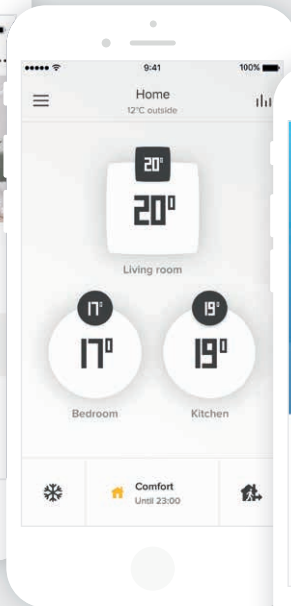 9:41 100%
Home
12°C outside
20°
20°
Living room
17° 19°
17° 19°
Bedroom Kitchen
Comfort
Until 23:00